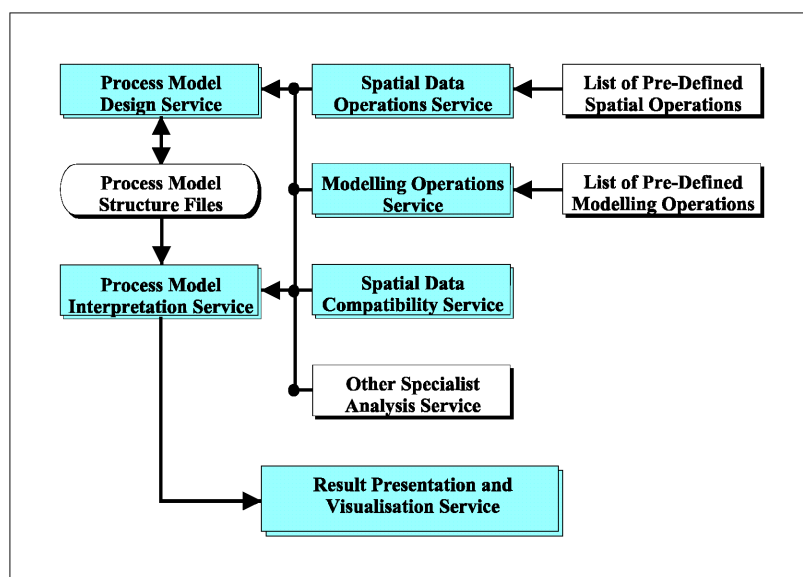 Process Model
Design Service
Spatial Data
Operations Service
List of Pre-Defined
Spatial Operations
Process Model
Structure Files
Modelling Operations
Service
List of Pre-Defined
Modelling Operations
Process Model
Interpretation Service
Spatial Data
Compatibility Service
Other Specialist
Analysis Service
Result Presentation and
Visualisation Service